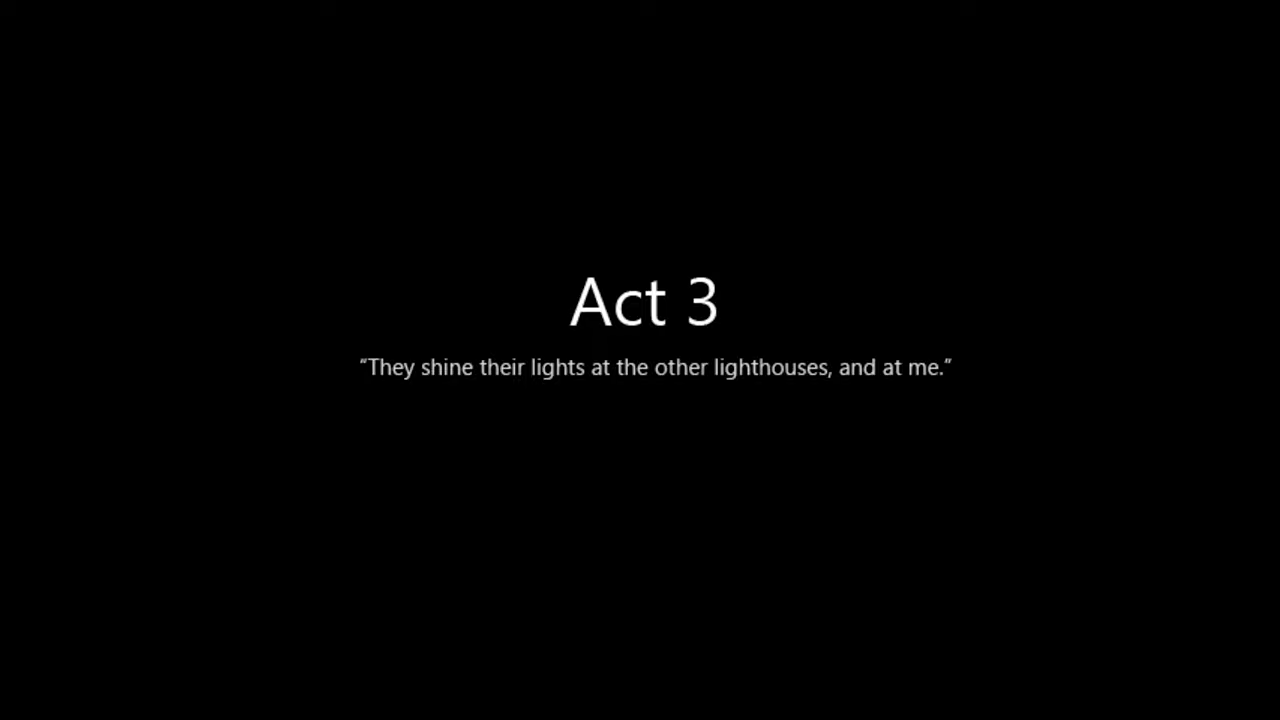 Act 3
“They shine their lights at the other lighthouses, and at me.”